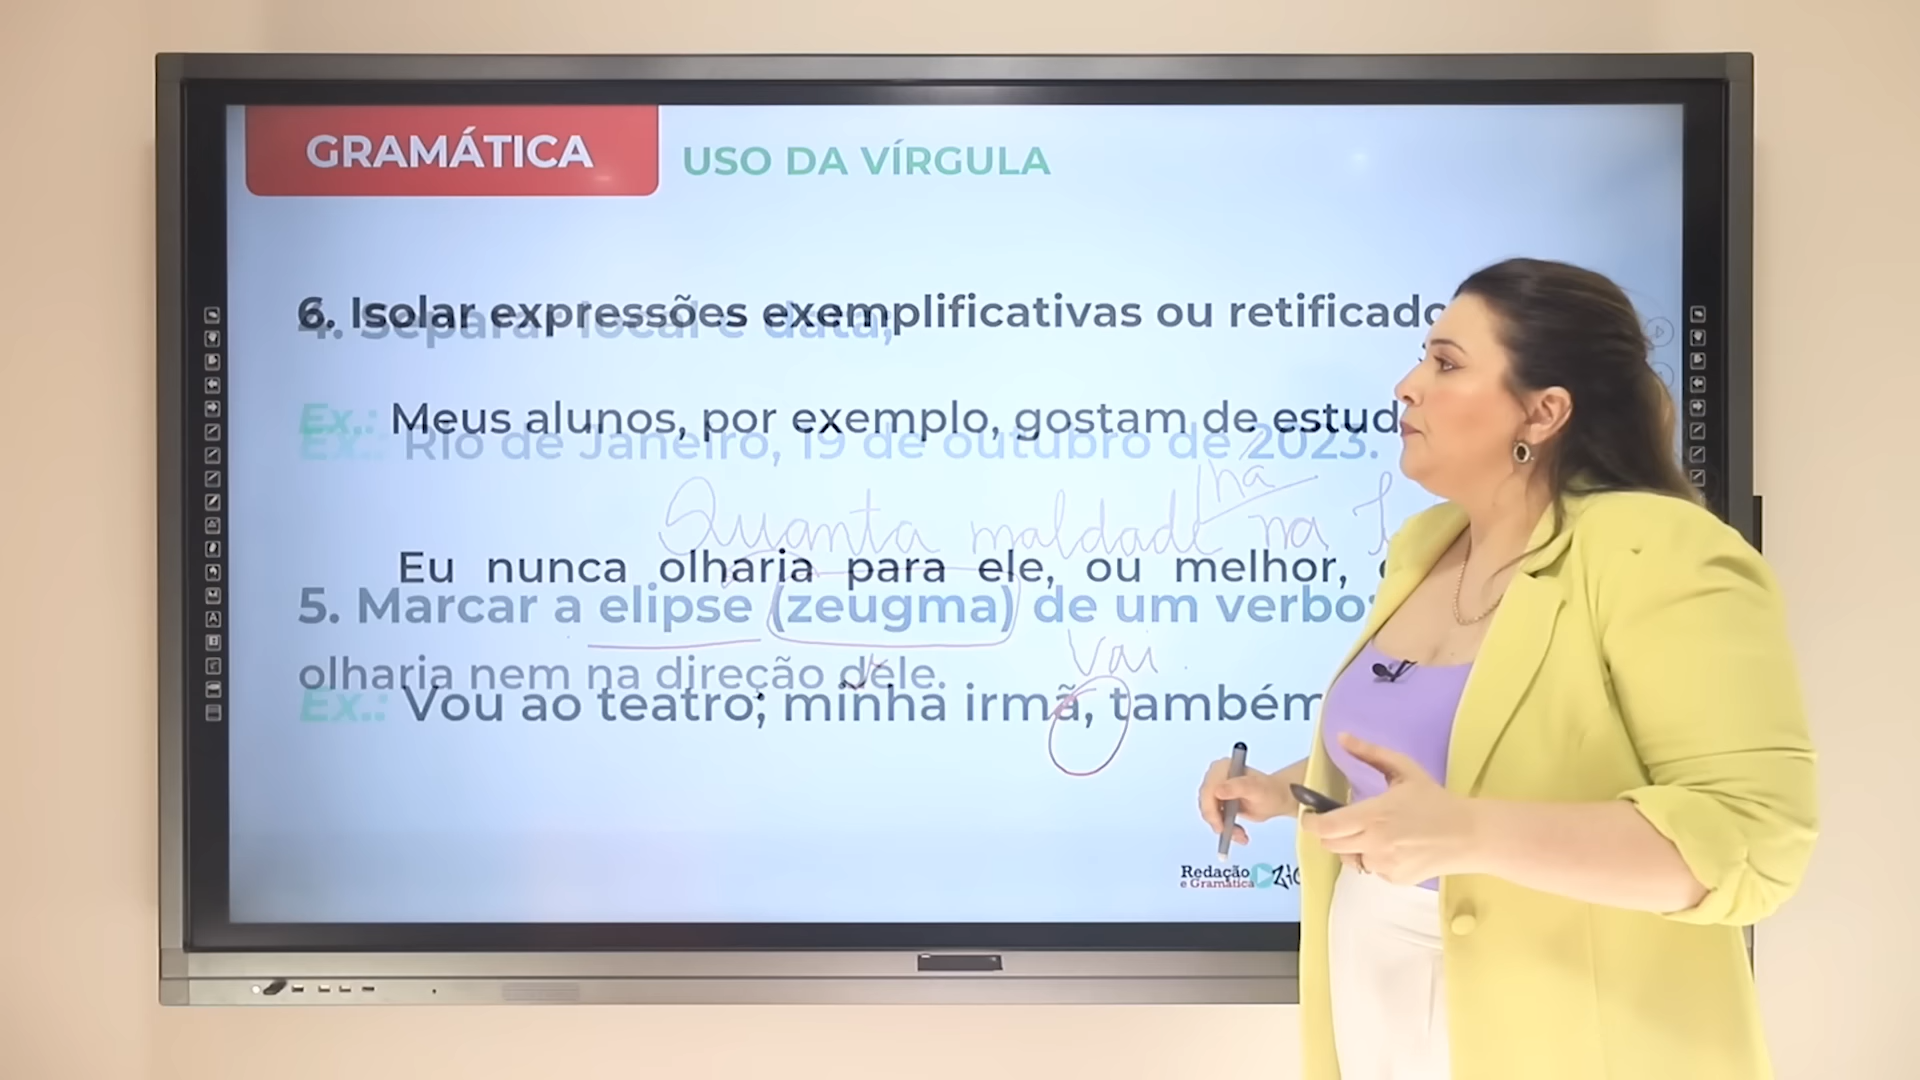 GRAMÁTICA
USO DA VÍRGULA
6. Isolar expressões exemplificativas ou retificado
4. Separar local e data;
Ex.: Meus alunos, por exemplo, gostam de estud
Ex.: Rio de Janeiro, 19 de outubro de 2023.
há
Quanta maldade na
Eu nunca olharia para ele, ou melhor,
5. Marcar a elipse (zeugma) de um verbo:
vai
olharia nem na direção dele.
Ex.: Vou ao teatro; minha irmã, também
Redação
e Gramática